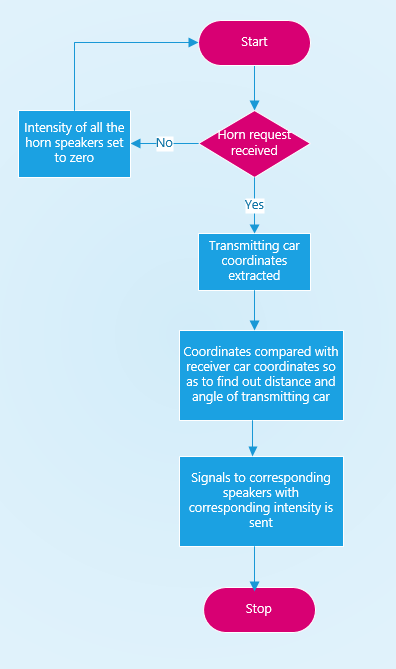 Start
Horn request
received
No
Intensity of all the
horn speakers set
to zero
Yes
Transmitting car
coordinates
extracted
Coordinates compared with
receiver car coordinates so
as to find out distance and
angle of transmitting car
Signals to corresponding
speakers with
corresponding intensity is
sent
Stop